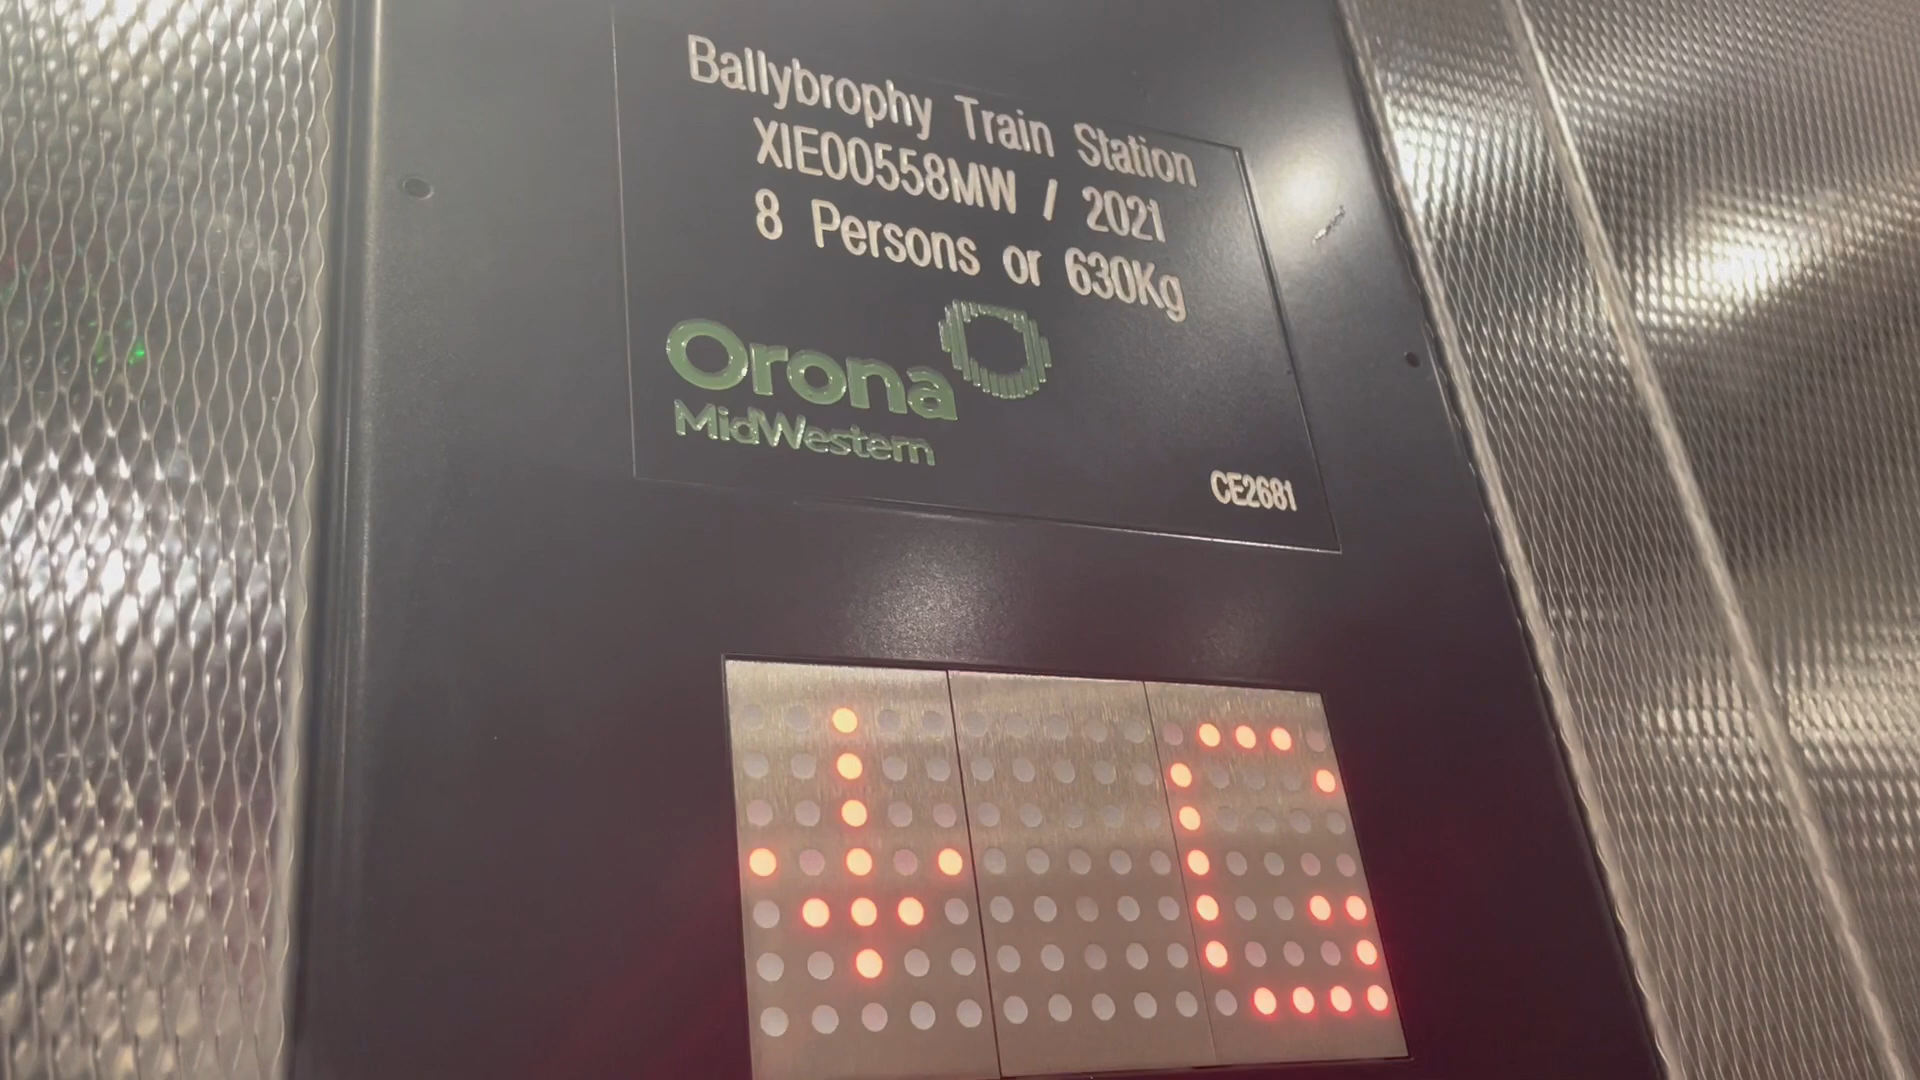 Ballybrophy Train Station
XIE00558MW / 2021
8 Persons or 630Kg
Orona
MidWestern
CE2681
G